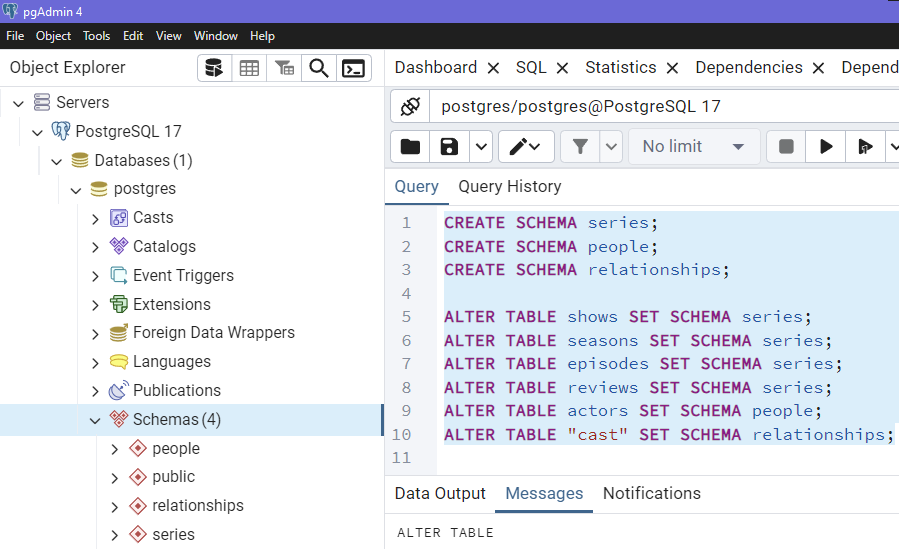 pgAdmin 4
File Object Tools Edit View Window Help
Object Explorer
Servers
PostgreSQL 17
Databases (1)
postgres
Casts
Catalogs
Event Triggers
Extensions
Foreign Data Wrappers
Languages
Publications
Schemas (4)
people
public
relationships
series
Dashboard SQL Statistics Dependencies Depend
postgres/postgres@PostgreSQL 17
No limit
Query Query History
1 CREATE SCHEMA series;
2 CREATE SCHEMA people;
3 CREATE SCHEMA relationships;
4
5 ALTER TABLE shows SET SCHEMA series;
6 ALTER TABLE seasons SET SCHEMA series;
7 ALTER TABLE episodes SET SCHEMA series;
8 ALTER TABLE reviews SET SCHEMA series;
9 ALTER TABLE actors SET SCHEMA people;
10 ALTER TABLE "cast" SET SCHEMA relationships;
11
Data Output Messages Notifications
ALTER TABLE